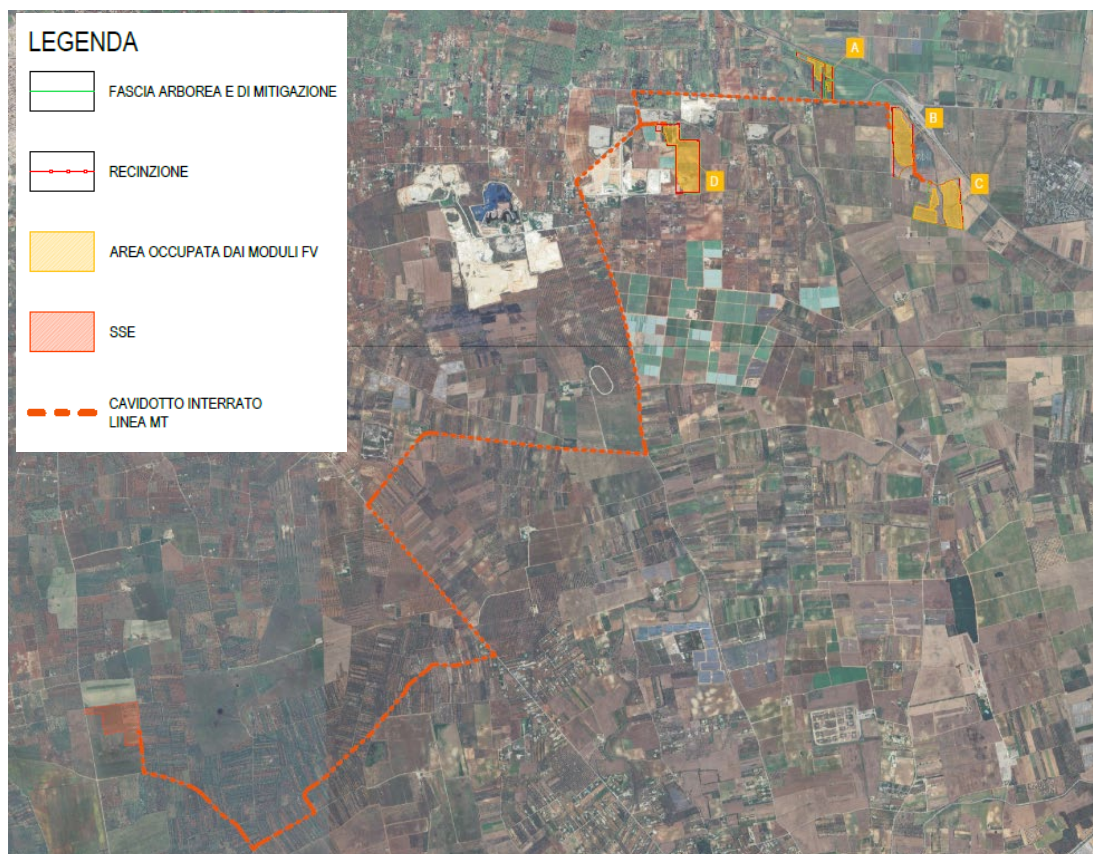 LEGENDA
FASCIA ARBOREA E DI MITIGAZIONE
RECINZIONE
AREA OCCUPATA DAI MODULI FV
SSE
CAVIDOTTO INTERRATO
LINEA MT
A
B
C
D